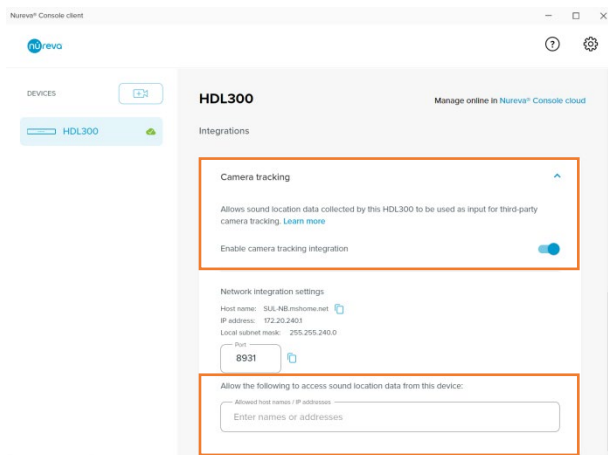 Nureva® Console client
nureva
DEVICES
HDL300
HDL300
Manage online in Nureva® Console cloud
Integrations
Camera tracking
Allows sound location data collected by this HDL300 to be used as input for third-party
camera tracking. Learn more
Enable camera tracking integration
Network integration settings
Host name: SUL-NB.mshome.net
IP address: 172.20.240.1
Local subnet mask: 255.255.240.0
Port
8931
Allow the following to access sound location data from this device:
Allowed host names / IP addresses
Enter names or addresses